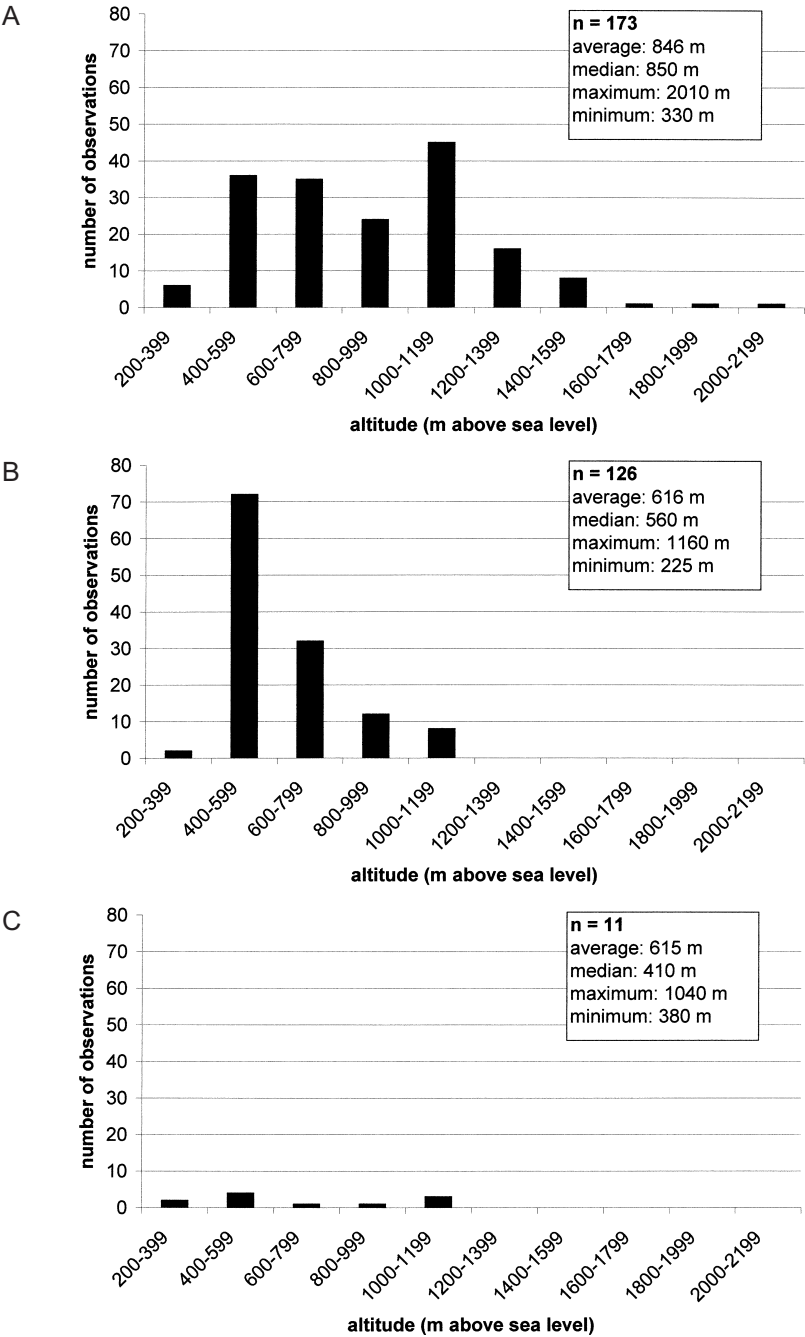 A
n = 173
average: 846 m
median: 850 m
maximum: 2010 m
minimum: 330 m
number of observations
80
70
60
50
40
30
20
10
0
200-399
400-599
600-799
800-999
1000-1199
1200-1399
1400-1599
1600-1799
1800-1999
2000-2199
altitude (m above sea level)
B
n = 126
average: 616 m
median: 560 m
maximum: 1160 m
minimum: 225 m
number of observations
80
70
60
50
40
30
20
10
0
200-399
400-599
600-799
800-999
1000-1199
1200-1399
1400-1599
1600-1799
1800-1999
2000-2199
altitude (m above sea level)
C
n = 11
average: 615 m
median: 410 m
maximum: 1040 m
minimum: 380 m
number of observations
80
70
60
50
40
30
20
10
0
200-399
400-599
600-799
800-999
1000-1199
1200-1399
1400-1599
1600-1799
1800-1999
2000-2199
altitude (m above sea level)